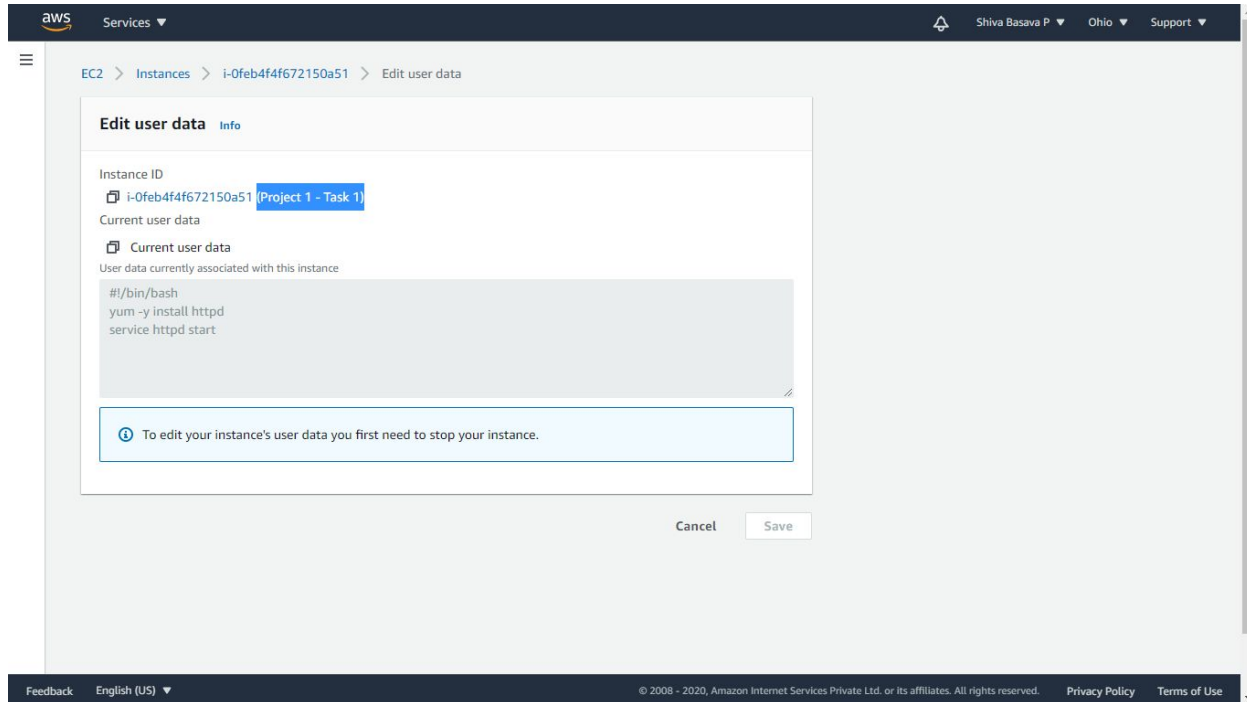 aws Services ▼ Shiva Basava P ▼ Ohio ▼ Support ▼
EC2 > Instances > i-0feb4f4f672150a51 > Edit user data
Edit user data Info
Instance ID
i-0feb4f4f672150a51 (Project 1 - Task 1)
Current user data
Current user data
User data currently associated with this instance
#!/bin/bash
yum -y install httpd
service httpd start
To edit your instance's user data you first need to stop your instance.
Cancel Save
Feedback English (US) ▼ © 2008 - 2020, Amazon Internet Services Private Ltd. or its affiliates. All rights reserved. Privacy Policy Terms of Use